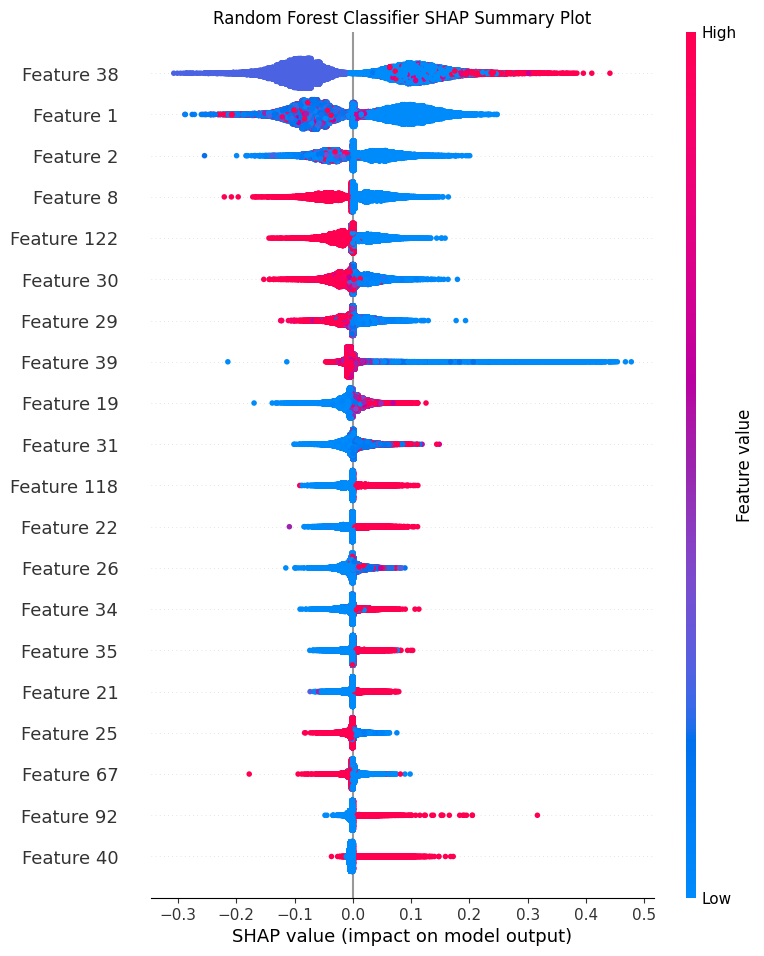 Random Forest Classifier SHAP Summary Plot
High
Feature 38
Feature 1
Feature 2
Feature 8
Feature 122
Feature 30
Feature 29
Feature 39
Feature 19
Feature 31
Feature 118
Feature 22
Feature 26
Feature 34
Feature 35
Feature 21
Feature 25
Feature 67
Feature 92
Feature 40
Feature value
Low
−0.3 −0.2 −0.1 0.0 0.1 0.2 0.3 0.4 0.5
SHAP value (impact on model output)